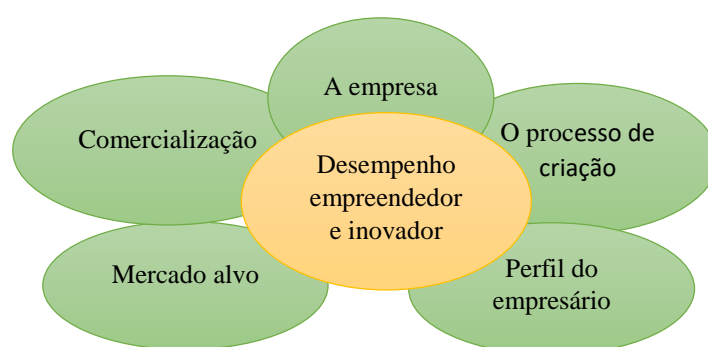 A empresa
Comercialização
O processo de
criação
Desempenho
empreendedor
e inovador
Mercado alvo
Perfil do
empresário